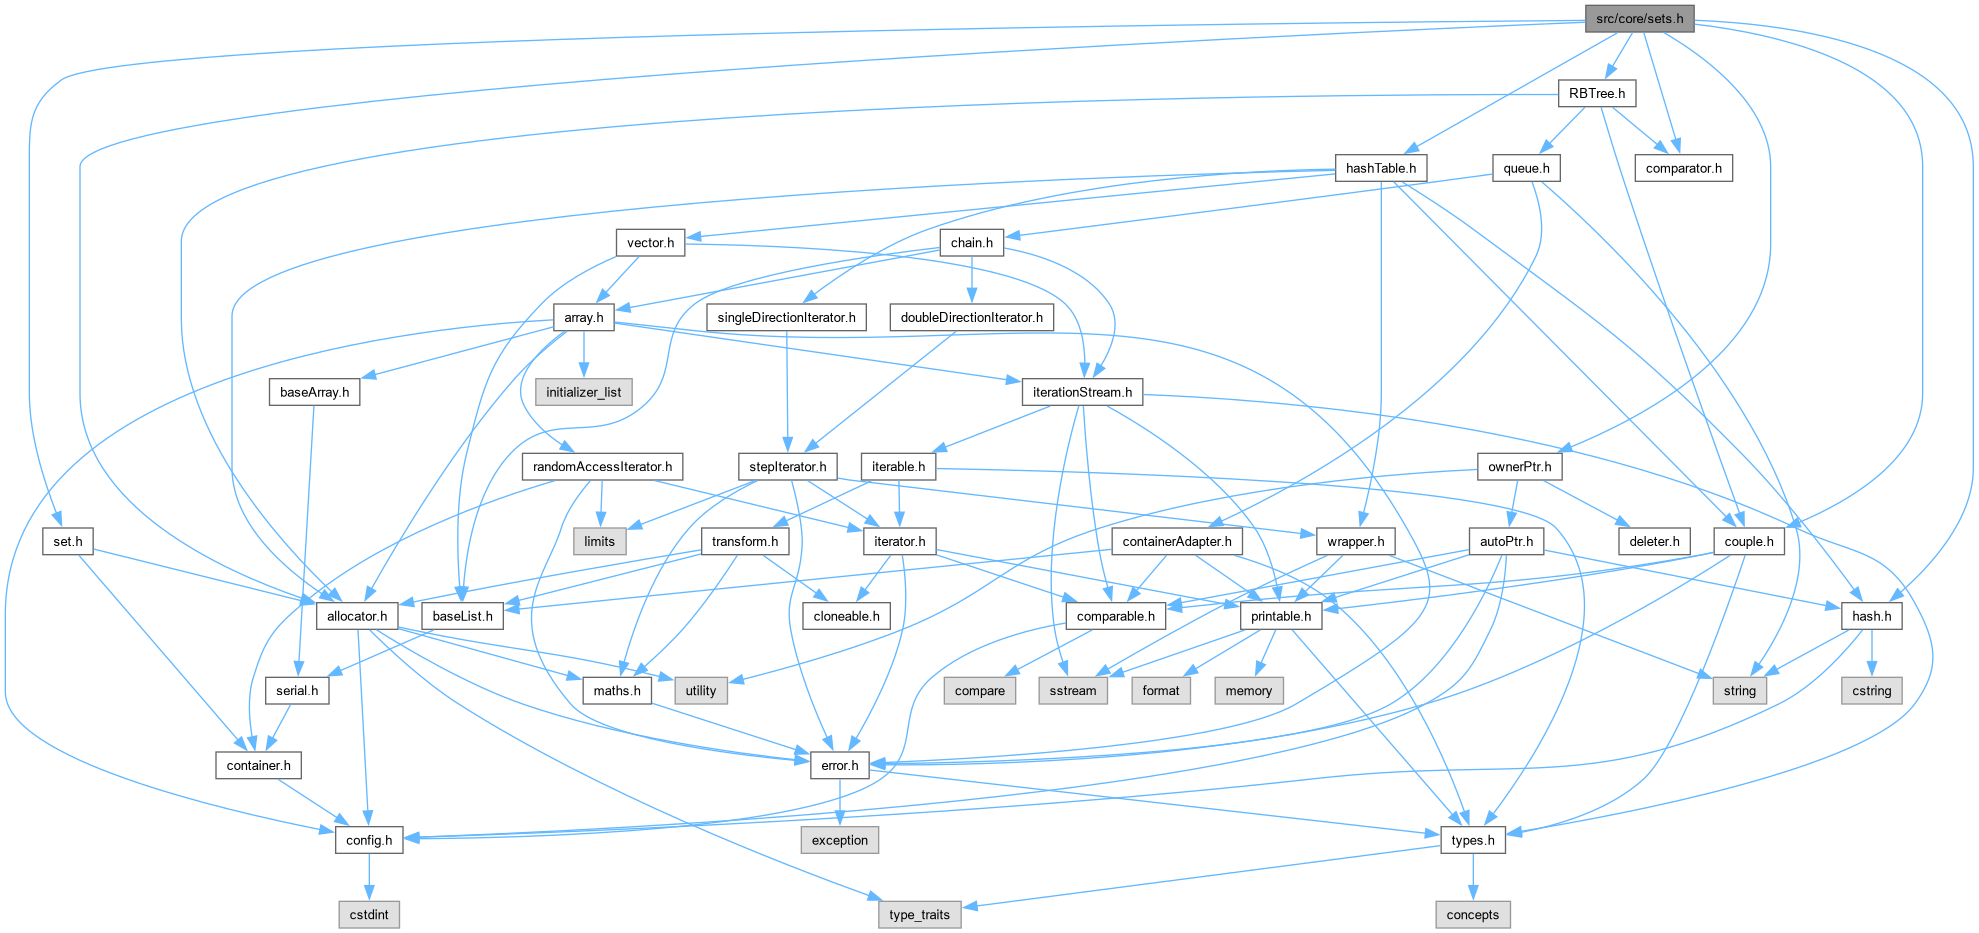 src/core/sets.h
RBTree.h
hashTable.h
queue.h
comparator.h
vector.h
chain.h
array.h
singleDirectionIterator.h
doubleDirectionIterator.h
baseArray.h
initializer_list
iterationStream.h
randomAccessIterator.h
stepIterator.h
iterable.h
ownerPtr.h
set.h
limits
transform.h
iterator.h
containerAdapter.h
wrapper.h
autoPtr.h
deleter.h
couple.h
allocator.h
baseList.h
cloneable.h
comparable.h
printable.h
hash.h
serial.h
maths.h
utility
compare
sstream
format
memory
string
cstring
container.h
error.h
config.h
exception
types.h
cstdint
type_traits
concepts